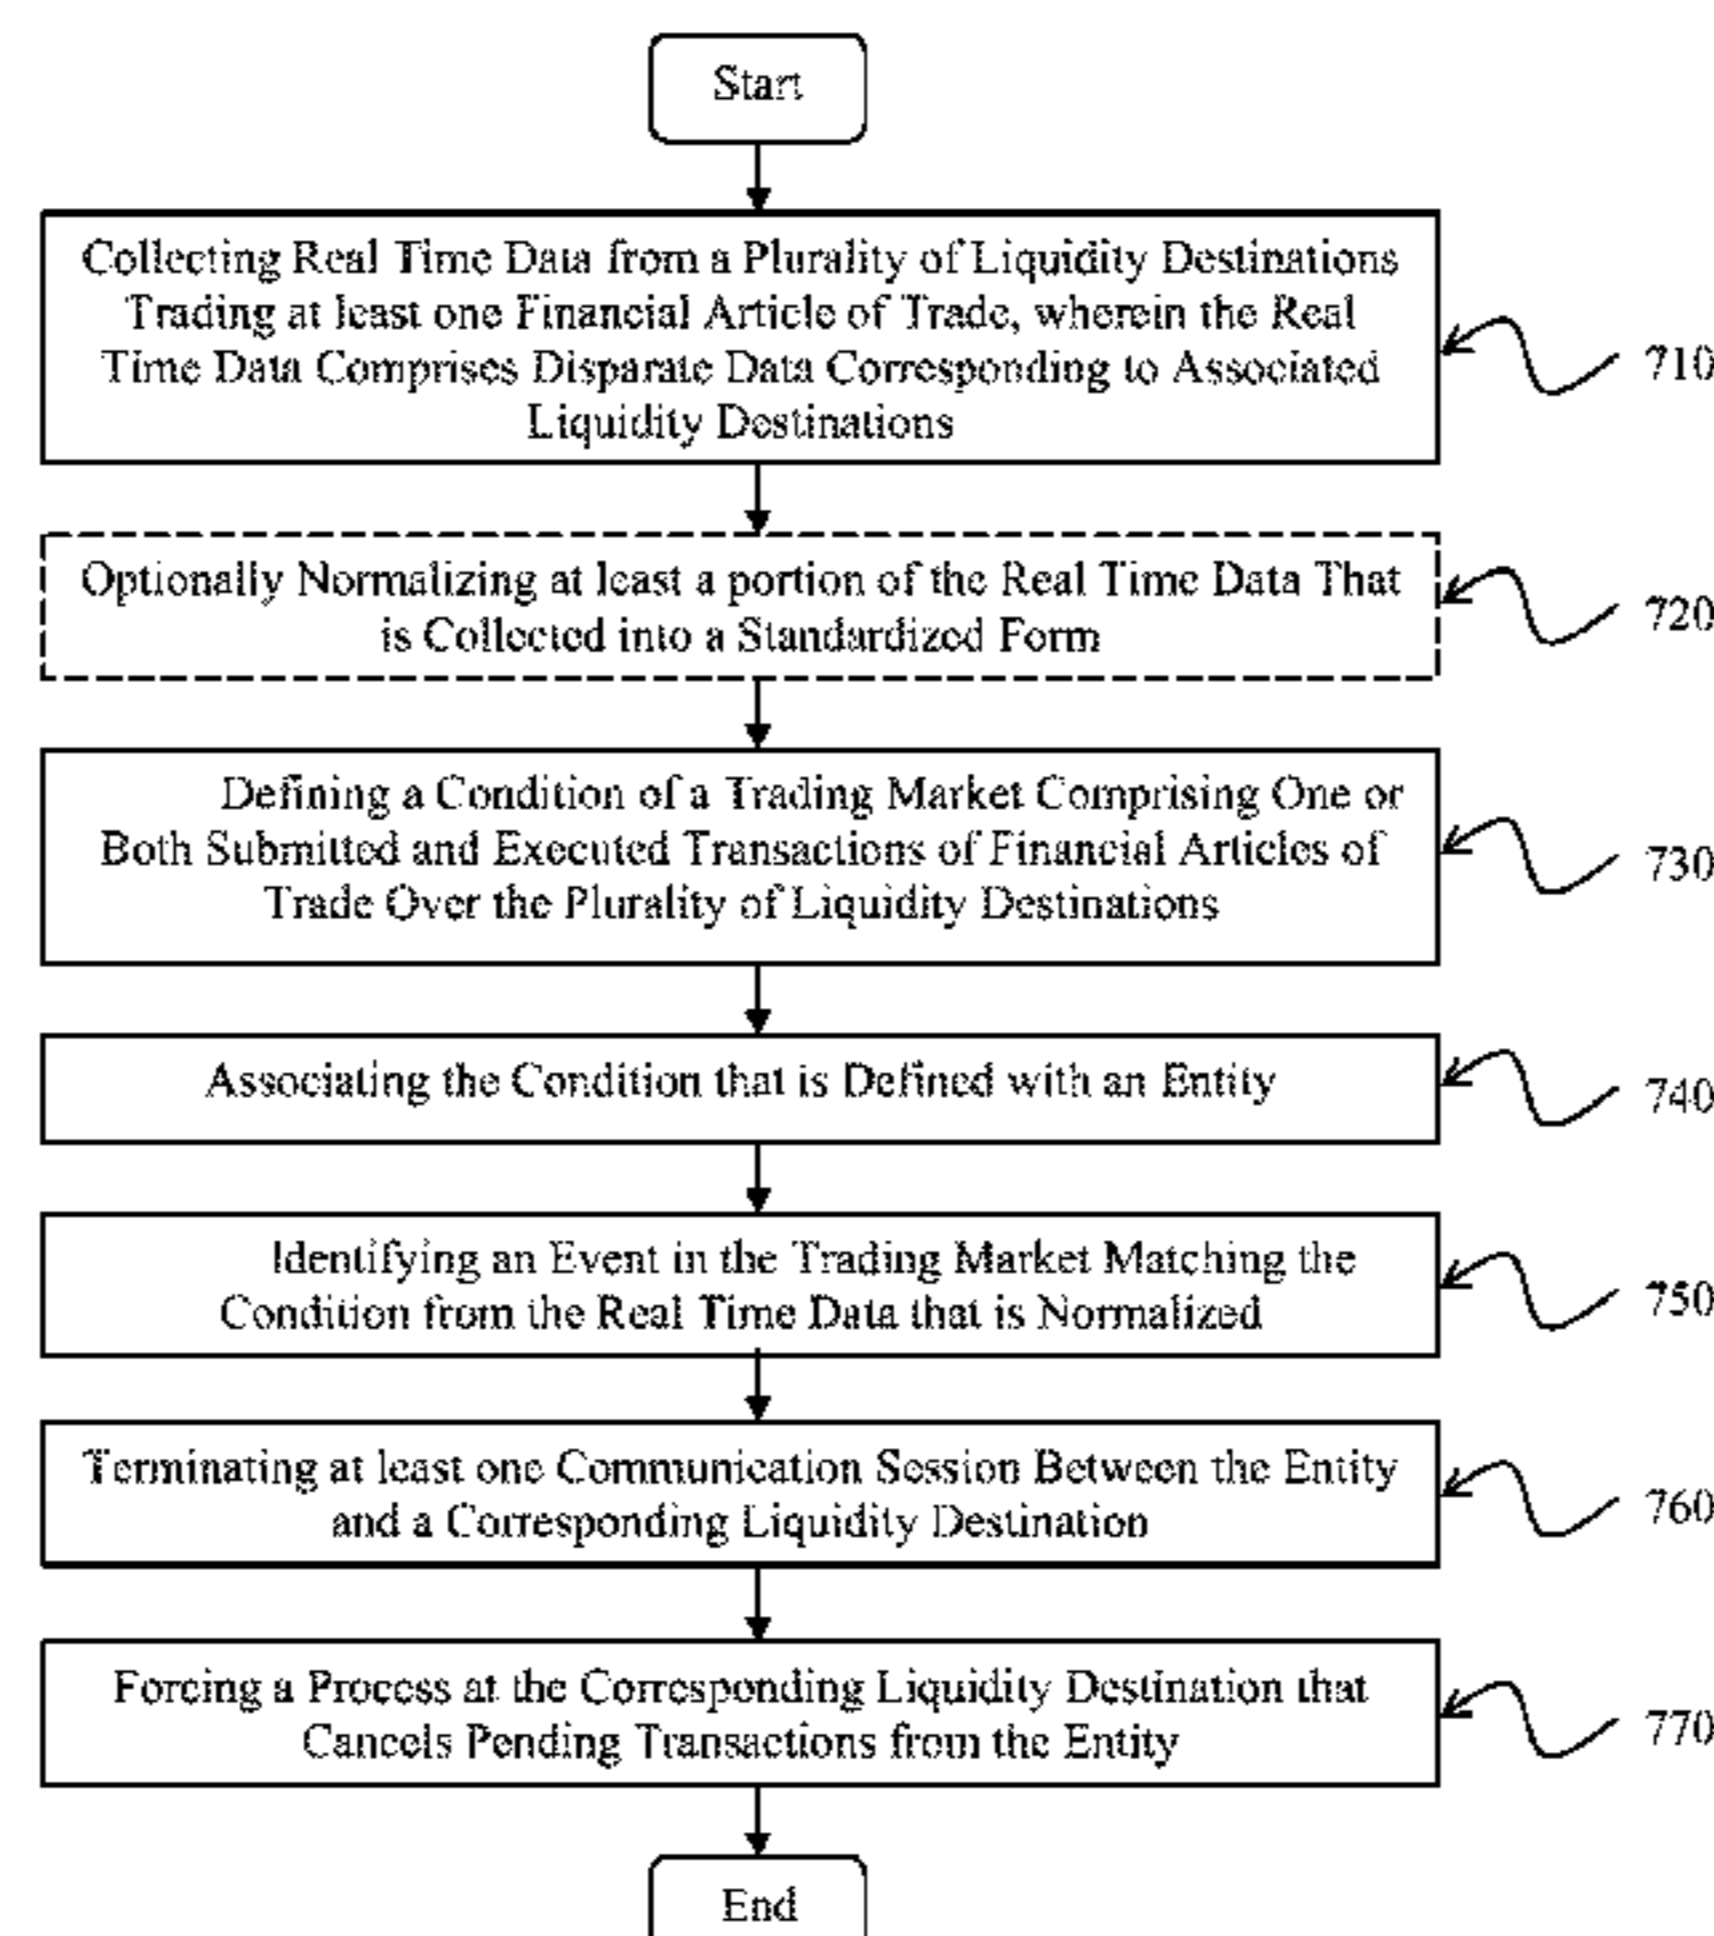 Start
Collecting Real Time Data from a Plurality of Liquidity Destinations
Trading at least one Financial Article of Trade, wherein the Real
Time Data Comprises Disparate Data Corresponding to Associated
Liquidity Destinations
710
Optionally Normalizing at least a portion of the Real Time Data That
is Collected into a Standardized Form
720
Defining a Condition of a Trading Market Comprising One or
Both Submitted and Executed Transactions of Financial Articles of
Trade Over the Plurality of Liquidity Destinations
730
Associating the Condition that is Defined with an Entity
740
Identifying an Event in the Trading Market Matching the
Condition from the Real Time Data that is Normalized
750
Terminating at least one Communication Session Between the Entity
and a Corresponding Liquidity Destination
760
Forcing a Process at the Corresponding Liquidity Destination that
Cancels Pending Transactions from the Entity
770
End